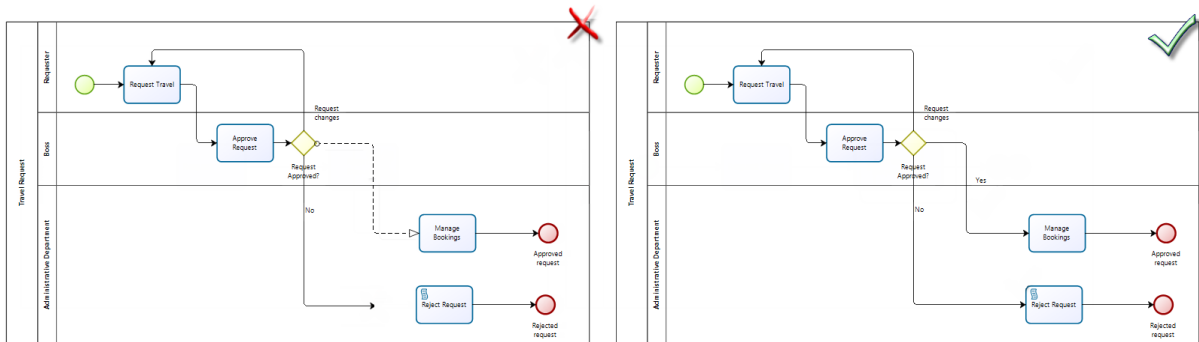 Travel Request
Requester
Boss
Administrative Department
Request Travel
Request
changes
Approve
Request
Request
Approved?
No
Manage
Bookings
Approved
request
Reject Request
Rejected
request
Travel Request
Requester
Boss
Administrative Department
Request Travel
Request
changes
Approve
Request
Request
Approved?
Yes
No
Manage
Bookings
Approved
request
Reject Request
Rejected
request